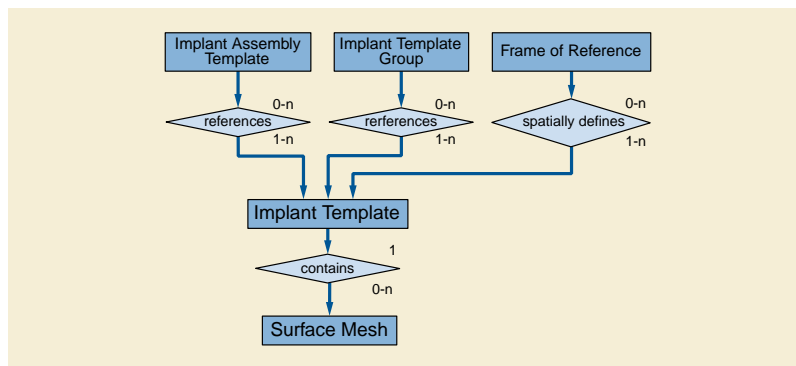 Implant Assembly
Template
Implant Template
Group
Frame of Reference
0-n
0-n
0-n
references
rerferences
spatially defines
1-n
1-n
1-n
Implant Template
1
contains
0-n
Surface Mesh